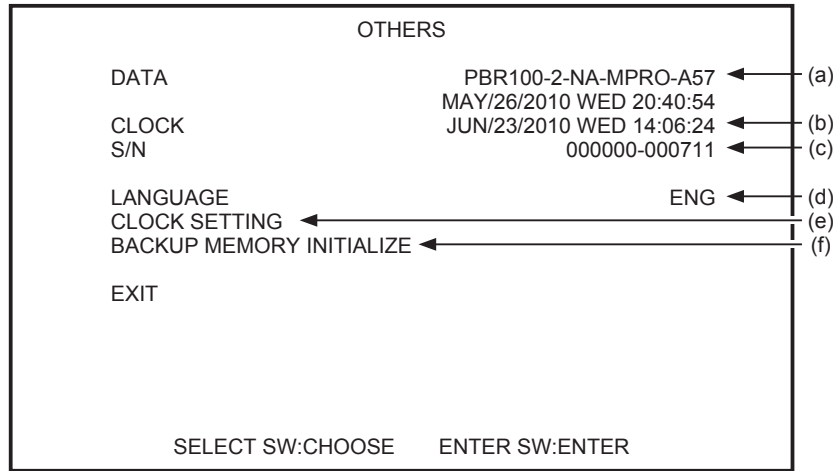 OTHERS
DATA PBR100-2-NA-MPRO-A57 (a)
MAY/26/2010 WED 20:40:54
CLOCK JUN/23/2010 WED 14:06:24 (b)
S/N 000000-000711 (c)
LANGUAGE ENG (d)
CLOCK SETTING (e)
BACKUP MEMORY INITIALIZE (f)
EXIT
SELECT SW:CHOOSE ENTER SW:ENTER